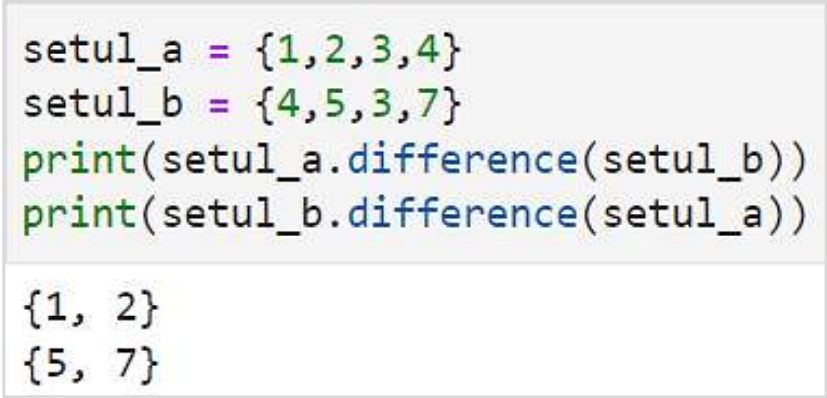 setul_a = {1,2,3,4}
setul_b = {4,5,3,7}
print(setul_a.difference(setul_b))
print(setul_b.difference(setul_a))
{1, 2}
{5, 7}